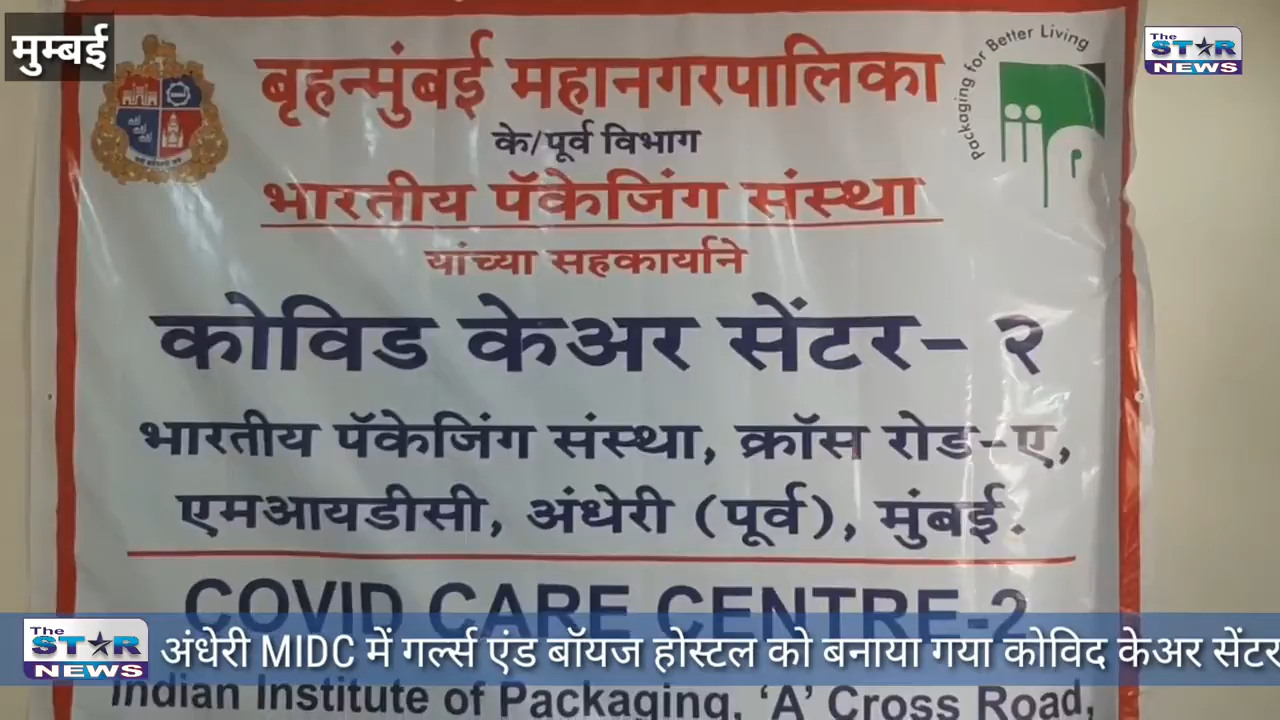 मुम्बई
The STAR NEWS
Packaging for Better Living
बृहन्मुंबई महानगरपालिका
के/पूर्व विभाग
भारतीय पॅकेजिंग संस्था
यांच्या सहकार्याने
कोविड केअर सेंटर- २
भारतीय पॅकेजिंग संस्था, क्रॉस रोड-ए,
एमआयडीसी, अंधेरी (पूर्व), मुंबई.
COVID CARE CENTRE-2
The STAR NEWS
अंधेरी MIDC में गर्ल्स एंड बॉयज होस्टल को बनाया गया कोविद केअर सेंटर
Indian Institute of Packaging, ‘A’ Cross Road,